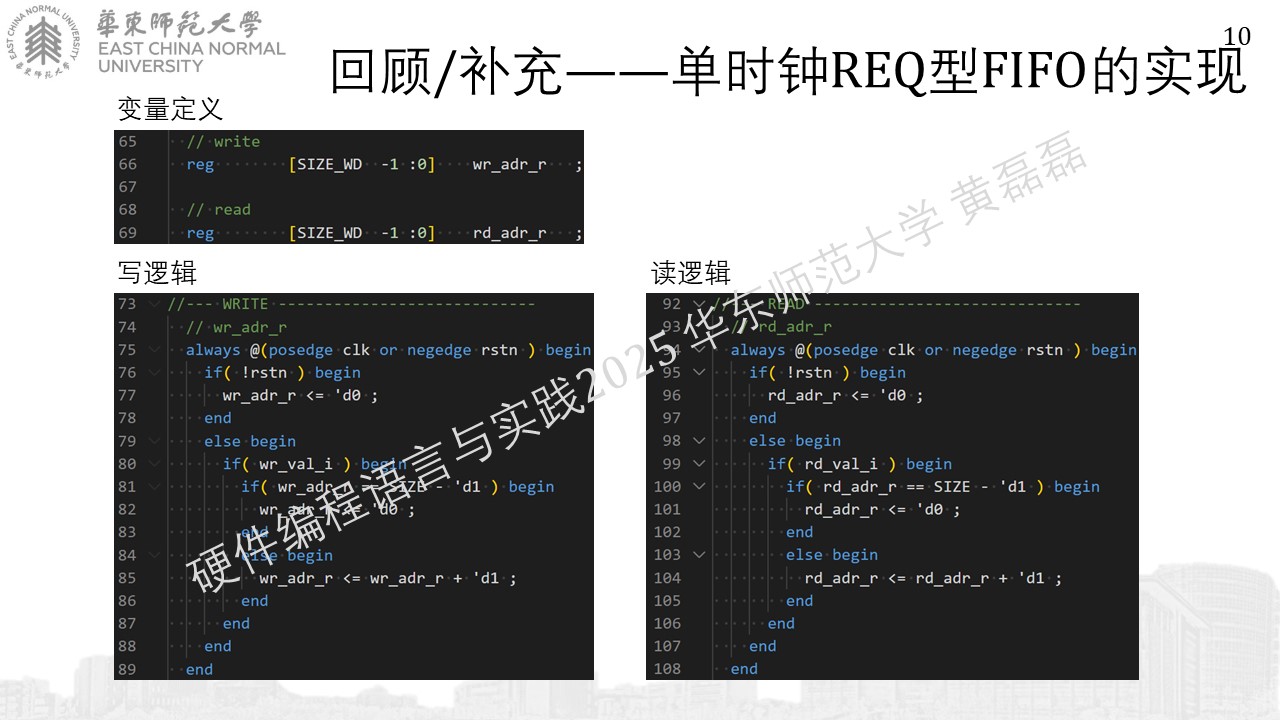 華東師範大學
EAST CHINA NORMAL
UNIVERSITY
10
回顾/补充——单时钟REQ型FIFO的实现
变量定义
65 // write
66 reg [SIZE_WD -1 :0] wr_adr_r ;
67
68 // read
69 reg [SIZE_WD -1 :0] rd_adr_r ;
写逻辑
73 //--- WRITE ----------------------------
74 // wr_adr_r
75 always @(posedge clk or negedge rstn ) begin
76 if( !rstn ) begin
77 wr_adr_r <= 'd0 ;
78 end
79 else begin
80 if( wr_val_i ) begin
81 if( wr_adr_r == SIZE - 'd1 ) begin
82 wr_adr_r <= 'd0 ;
83 end
84 else begin
85 wr_adr_r <= wr_adr_r + 'd1 ;
86 end
87 end
88 end
89 end
读逻辑
92 //--- READ -----------------------------
93 // rd_adr_r
94 always @(posedge clk or negedge rstn ) begin
95 if( !rstn ) begin
96 rd_adr_r <= 'd0 ;
97 end
98 else begin
99 if( rd_val_i ) begin
100 if( rd_adr_r == SIZE - 'd1 ) begin
101 rd_adr_r <= 'd0 ;
102 end
103 else begin
104 rd_adr_r <= rd_adr_r + 'd1 ;
105 end
106 end
107 end
108 end
硬件编程语言与实践2025 华东师范大学 黄磊磊